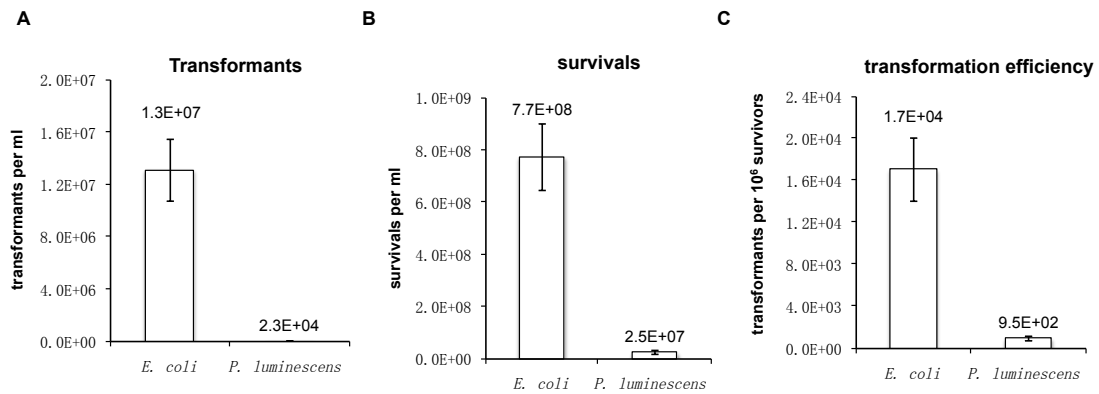 A
Transformants
transformants per ml
2.0E+07
1.6E+07
1.2E+07
8.0E+06
4.0E+06
0.0E+00
1.3E+07
2.3E+04
E. coli
P. luminescens
B
survivals
survivals per ml
1.0E+09
8.0E+08
6.0E+08
4.0E+08
2.0E+08
0.0E+00
7.7E+08
2.5E+07
E. coli
P. luminescens
C
transformation efficiency
transformants per 10⁶ survivors
2.4E+04
2.0E+04
1.6E+04
1.2E+04
8.0E+03
4.0E+03
0.0E+00
1.7E+04
9.5E+02
E. coli
P. luminescens